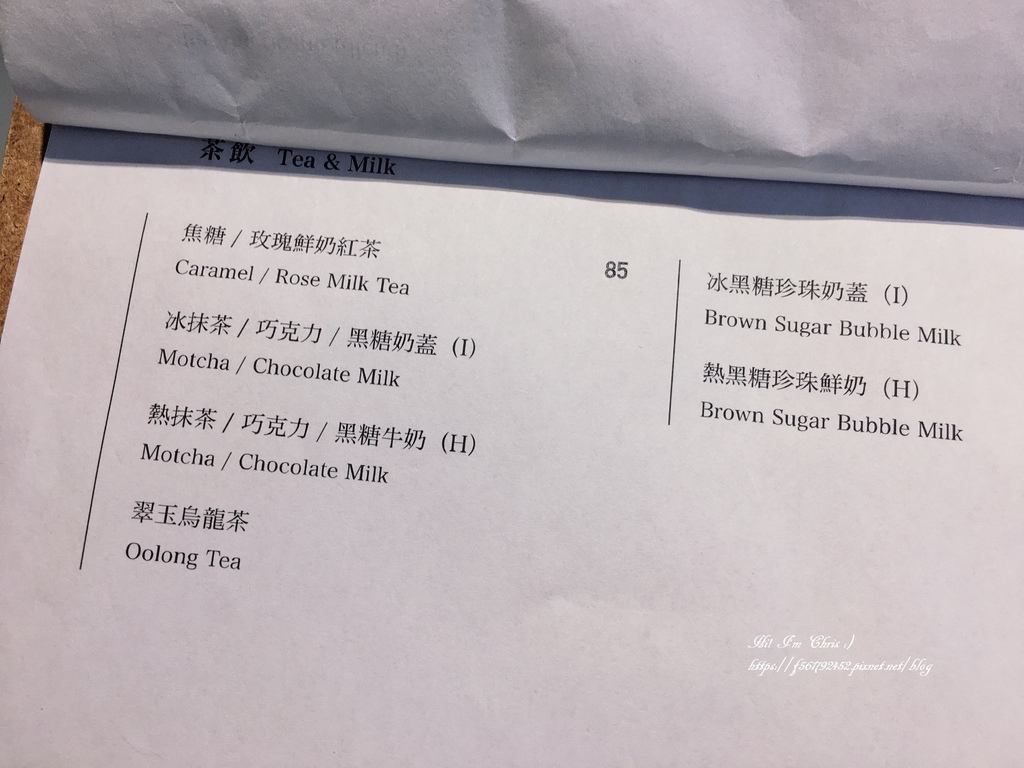 茶飲 Tea & Milk
焦糖 / 玫瑰鮮奶紅茶
Caramel / Rose Milk Tea
85
冰抹茶 / 巧克力 / 黑糖奶蓋 (I)
Motcha / Chocolate Milk
熱抹茶 / 巧克力 / 黑糖牛奶 (H)
Motcha / Chocolate Milk
翠玉烏龍茶
Oolong Tea
冰黑糖珍珠奶蓋 (I)
Brown Sugar Bubble Milk
熱黑糖珍珠鮮奶 (H)
Brown Sugar Bubble Milk
Hi! I'm Chris :)
https://f561792452.pixnet.net/blog